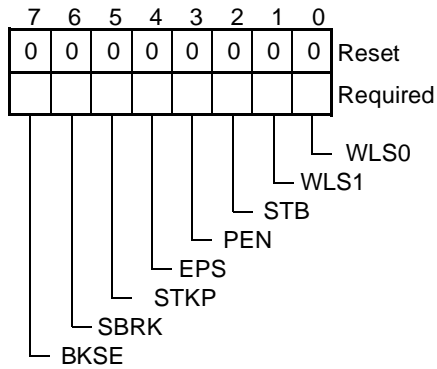 7 6 5 4 3 2 1 0
0 0 0 0 0 0 0 0 Reset
Required
WLS0
WLS1
STB
PEN
EPS
STKP
SBRK
BKSE